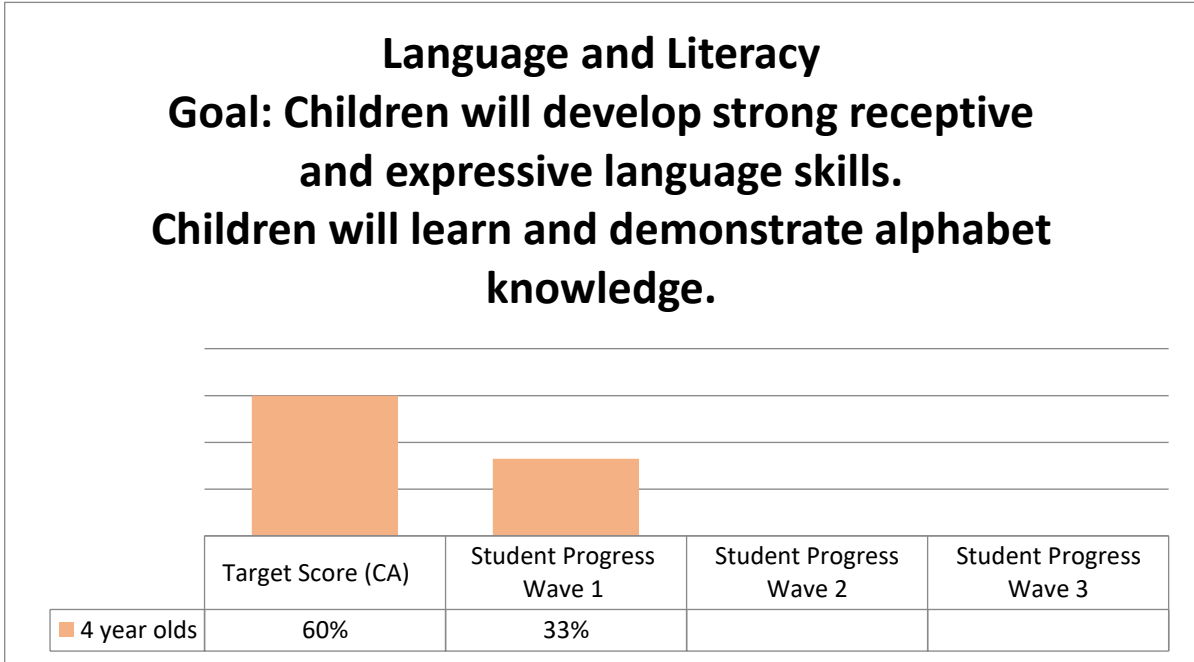 Language and Literacy
Goal: Children will develop strong receptive
and expressive language skills.
Children will learn and demonstrate alphabet
knowledge.
Target Score (CA)
Student Progress
Wave 1
Student Progress
Wave 2
Student Progress
Wave 3
4 year olds
60%
33%